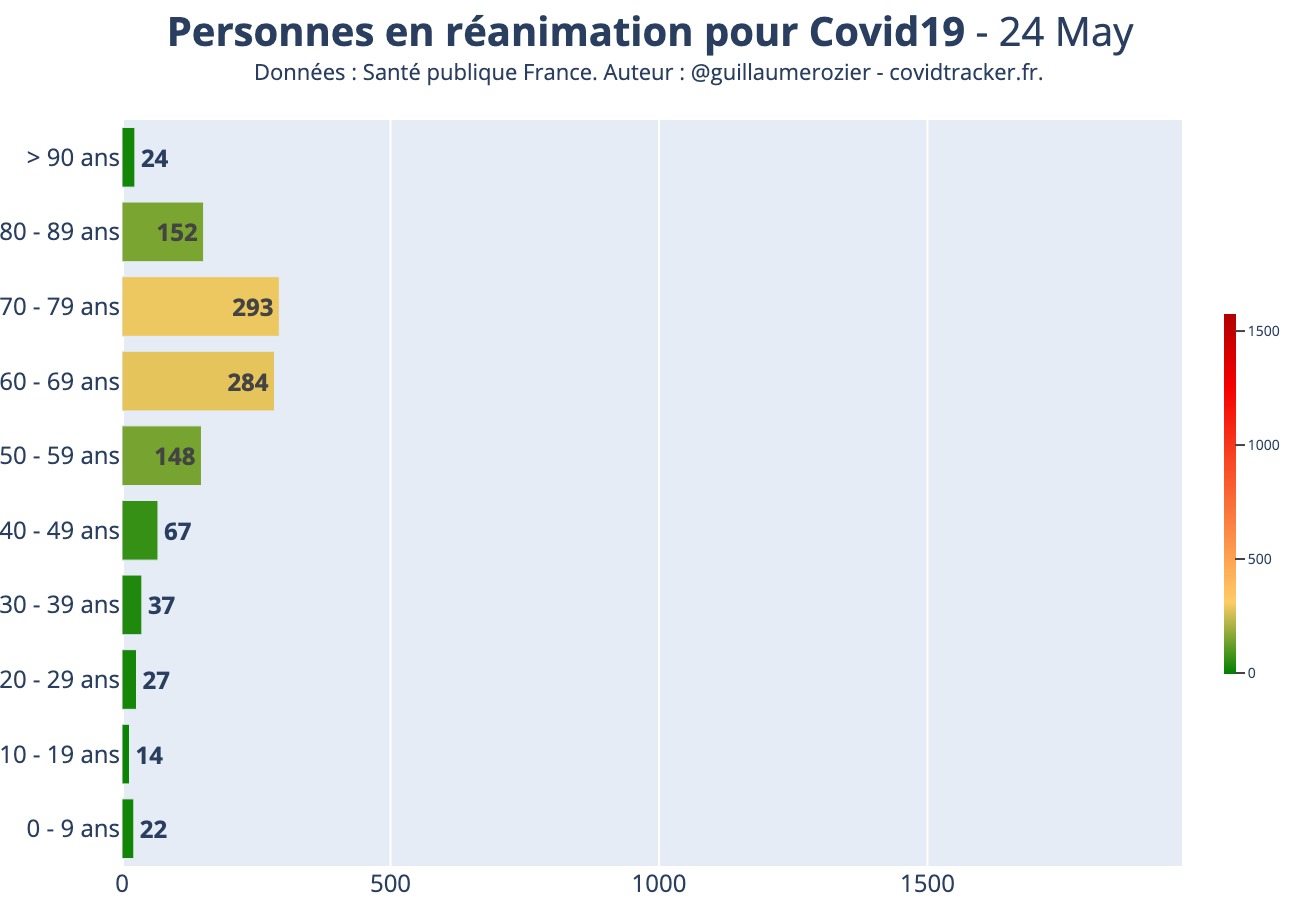 Personnes en réanimation pour Covid19 - 24 May
Données : Santé publique France. Auteur : @guillaumerozier - covidtracker.fr.
> 90 ans 24
80 - 89 ans 152
70 - 79 ans 293
60 - 69 ans 284
50 - 59 ans 148
40 - 49 ans 67
30 - 39 ans 37
20 - 29 ans 27
10 - 19 ans 14
0 - 9 ans 22
0 500 1000 1500
1500
1000
500
0